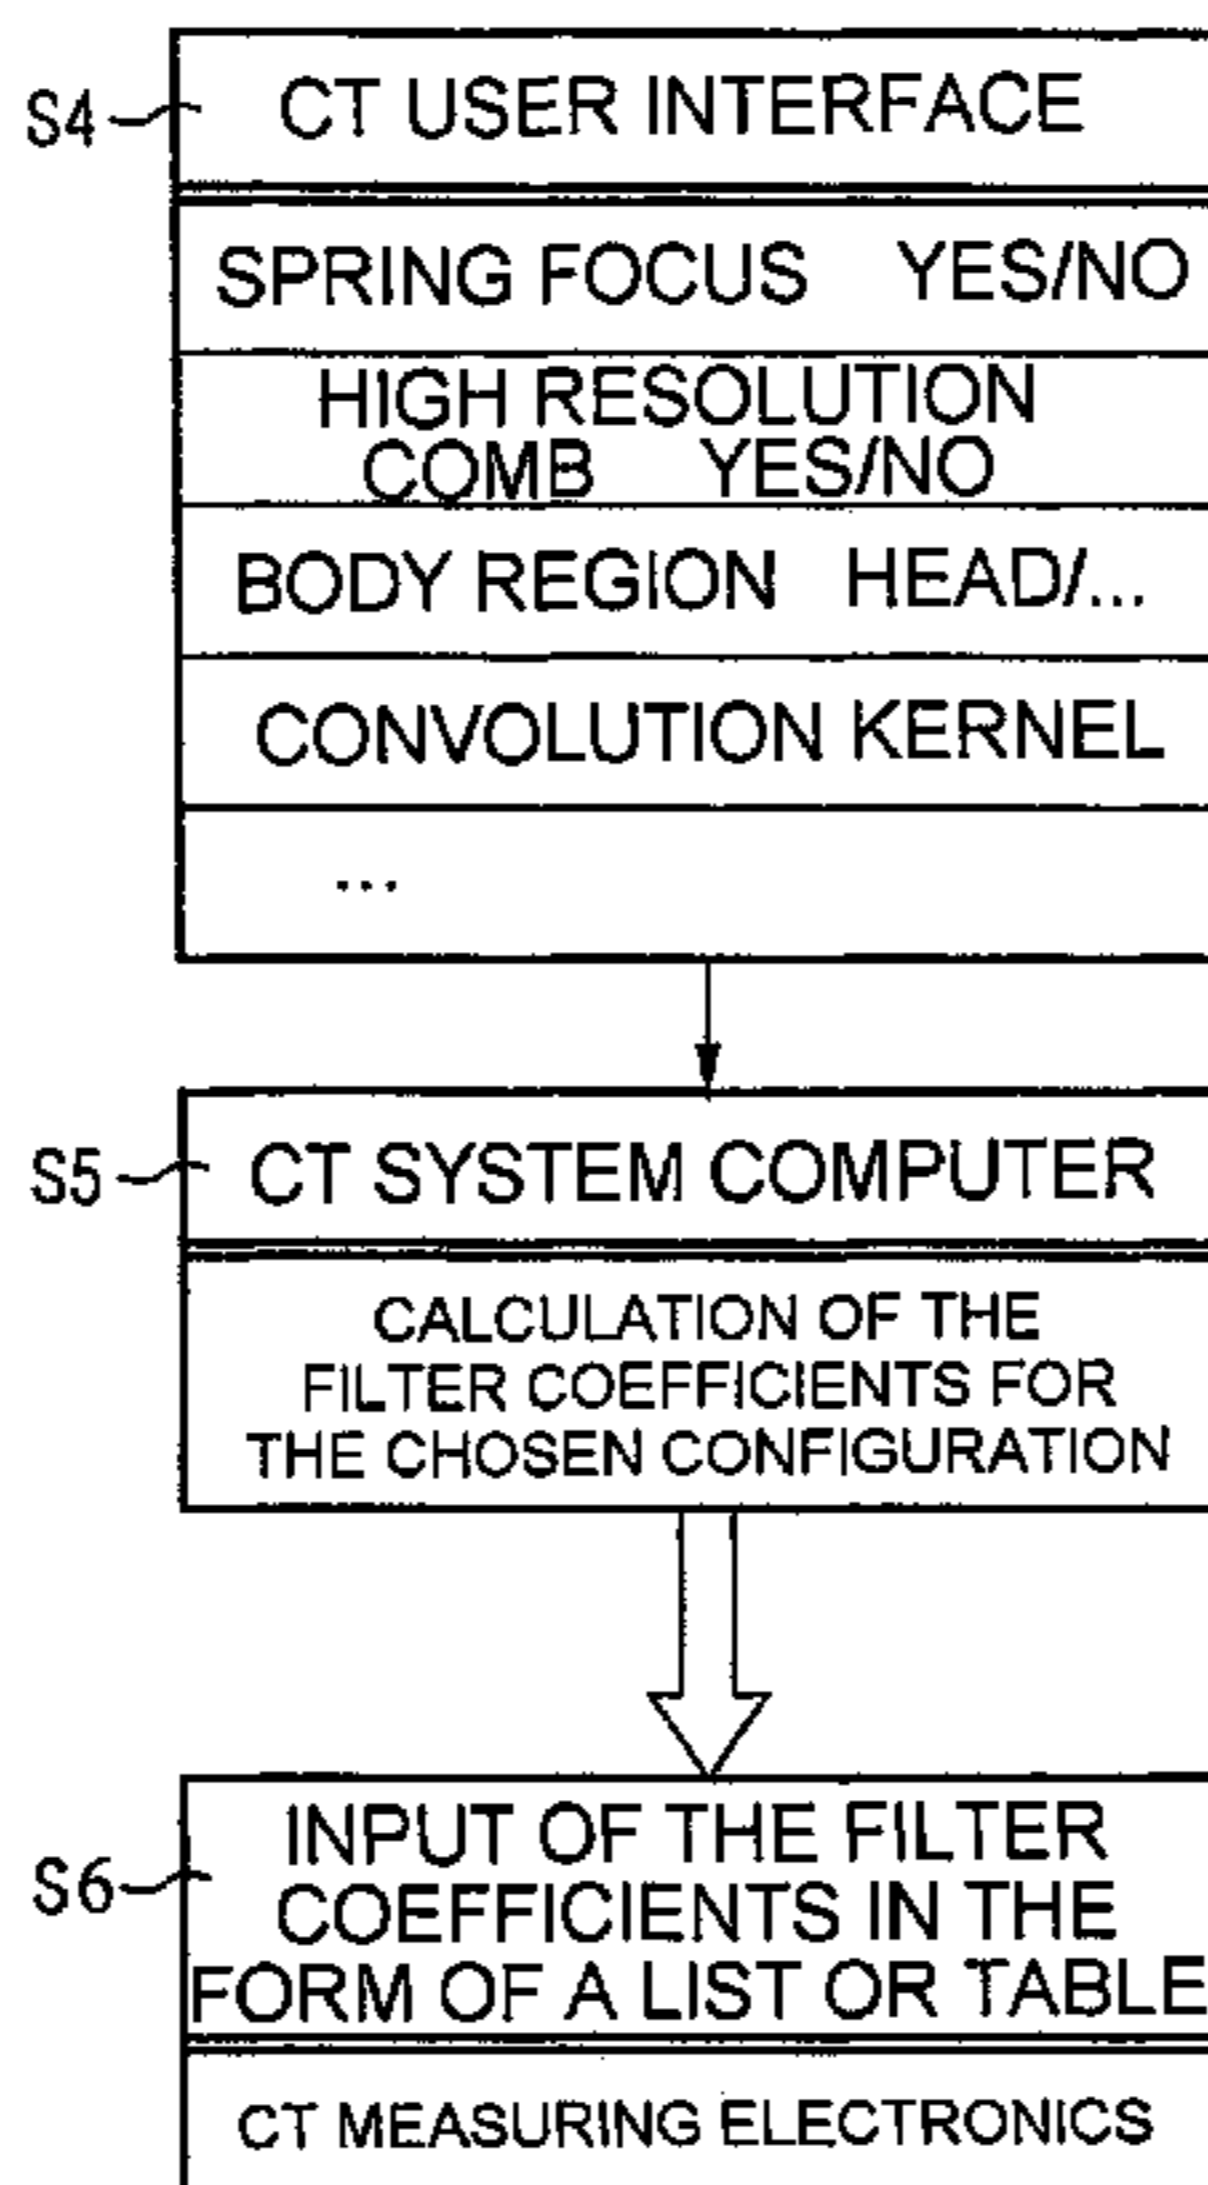 S4
CT USER INTERFACE
SPRING FOCUS YES/NO
HIGH RESOLUTION
COMB YES/NO
BODY REGION HEAD/...
CONVOLUTION KERNEL
...
S5
CT SYSTEM COMPUTER
CALCULATION OF THE
FILTER COEFFICIENTS FOR
THE CHOSEN CONFIGURATION
S6
INPUT OF THE FILTER
COEFFICIENTS IN THE
FORM OF A LIST OR TABLE
CT MEASURING ELECTRONICS